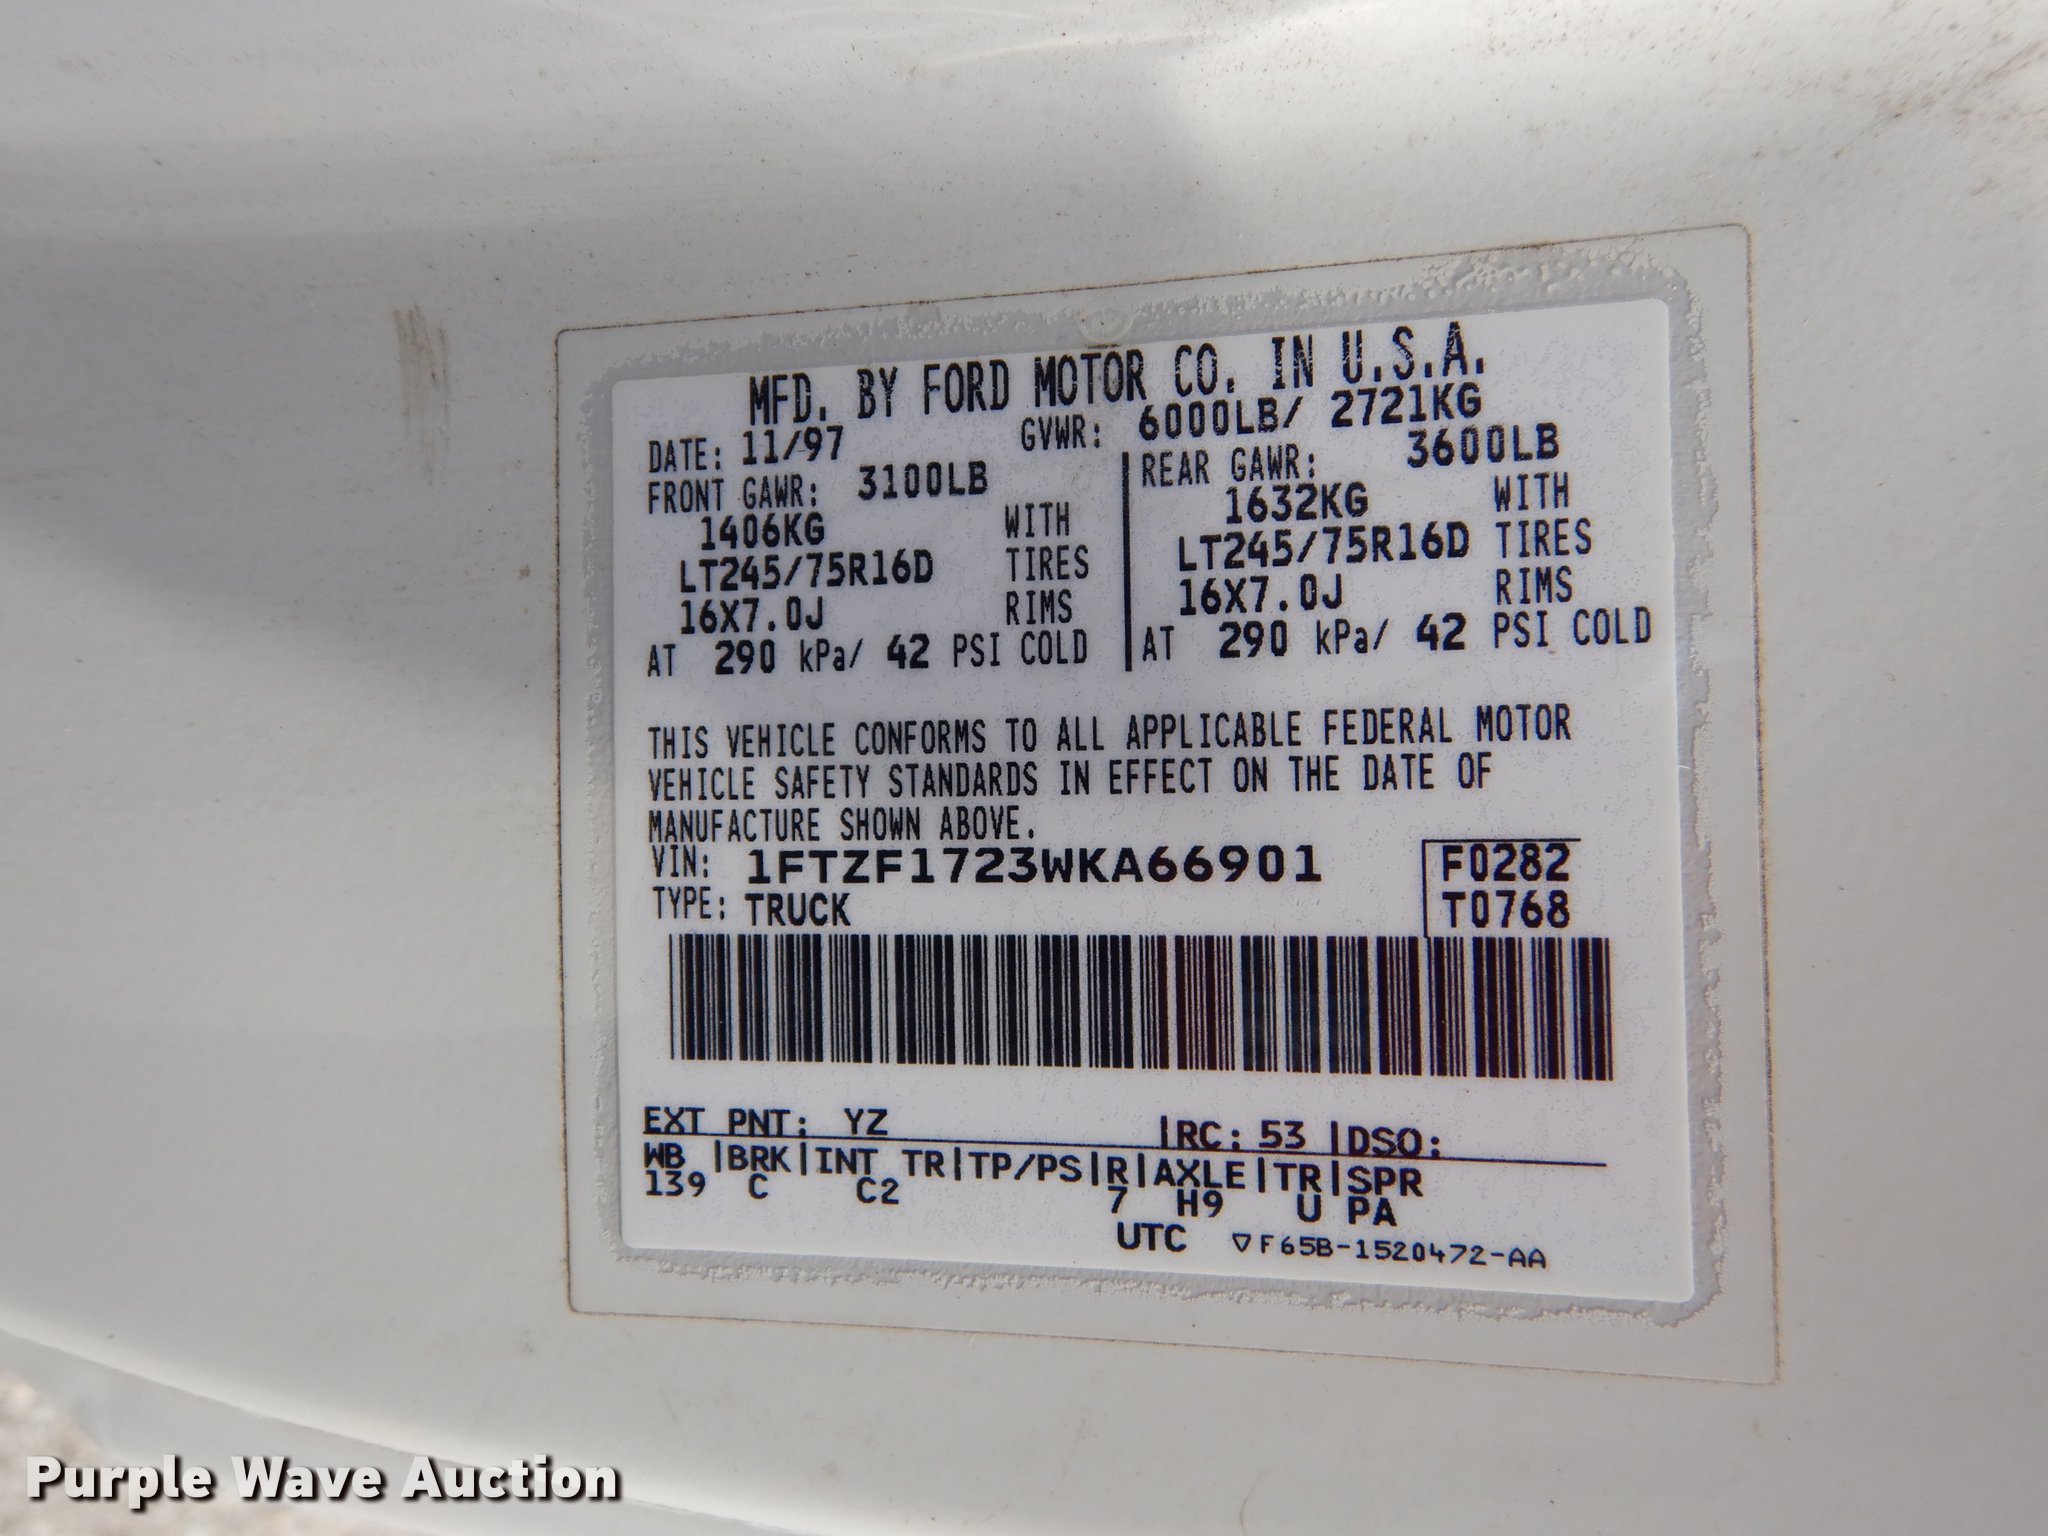 MFD. BY FORD MOTOR CO. IN U.S.A.
DATE: 11/97 GVWR: 6000LB/ 2721KG
FRONT GAWR: 3100LB REAR GAWR: 3600LB
1406KG WITH 1632KG WITH
LT245/75R16D TIRES LT245/75R16D TIRES
16X7.0J RIMS 16X7.0J RIMS
AT 290 kPa/ 42 PSI COLD AT 290 kPa/ 42 PSI COLD
THIS VEHICLE CONFORMS TO ALL APPLICABLE FEDERAL MOTOR
VEHICLE SAFETY STANDARDS IN EFFECT ON THE DATE OF
MANUFACTURE SHOWN ABOVE.
VIN: 1FTZF1723WKA66901 F0282
TYPE: TRUCK T0768
EXT PNT: YZ |RC: 53 |DSO:
WB |BRK|INT TR|TP/PS|R|AXLE|TR|SPR
139 C C2 7 H9 U PA
UTC ▽F65B-1520472-AA
Purple Wave Auction